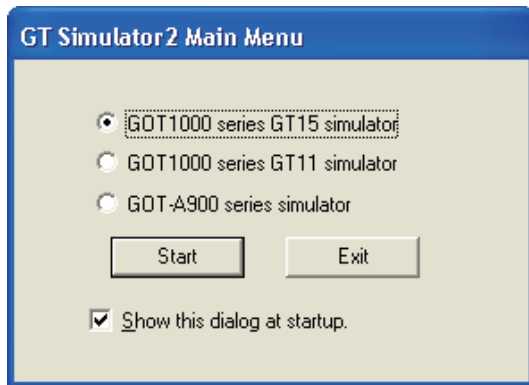 GT Simulator2 Main Menu
GOT1000 series GT15 simulator
GOT1000 series GT11 simulator
GOT-A900 series simulator
Start Exit
Show this dialog at startup.